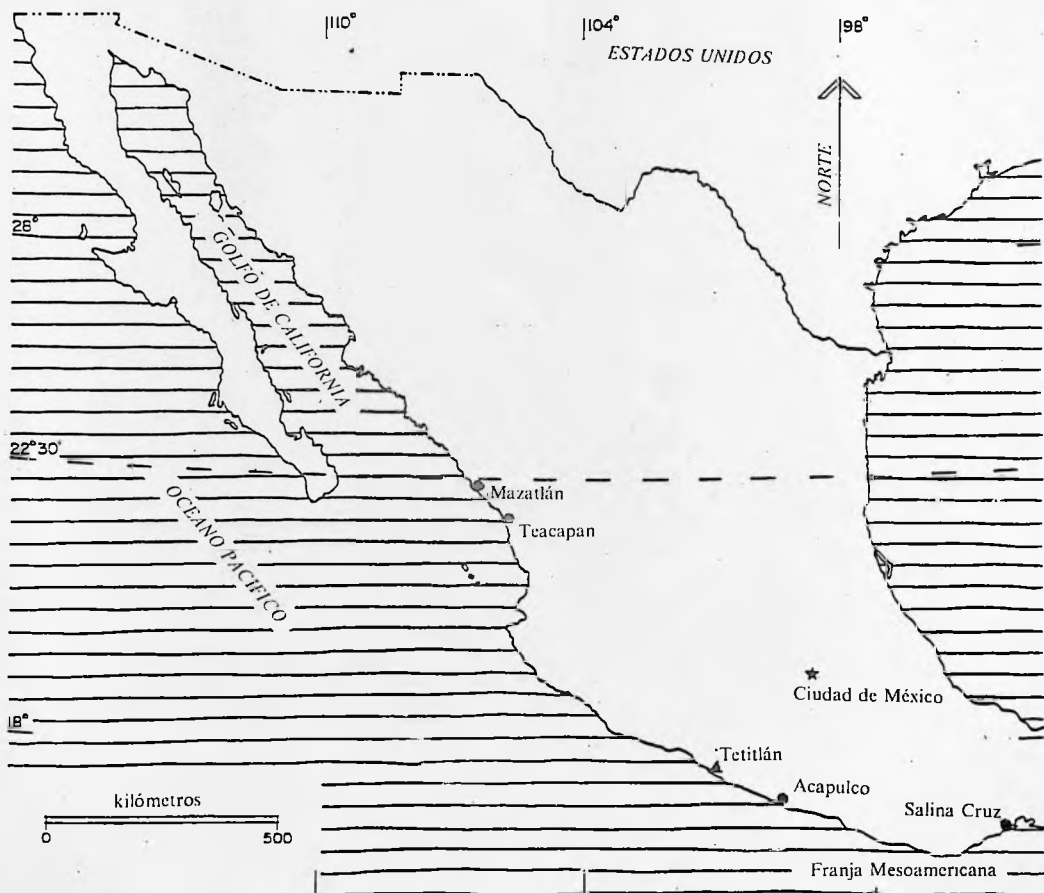 110°
104°
98°
ESTADOS UNIDOS
NORTE
28°
GOLFO DE CALIFORNIA
22°30'
Mazatlán
Teacapan
OCEANO PACIFICO
Ciudad de México
18°
Tetitlán
Acapulco
kilómetros
0 500
Salina Cruz
Franja Mesoamericana